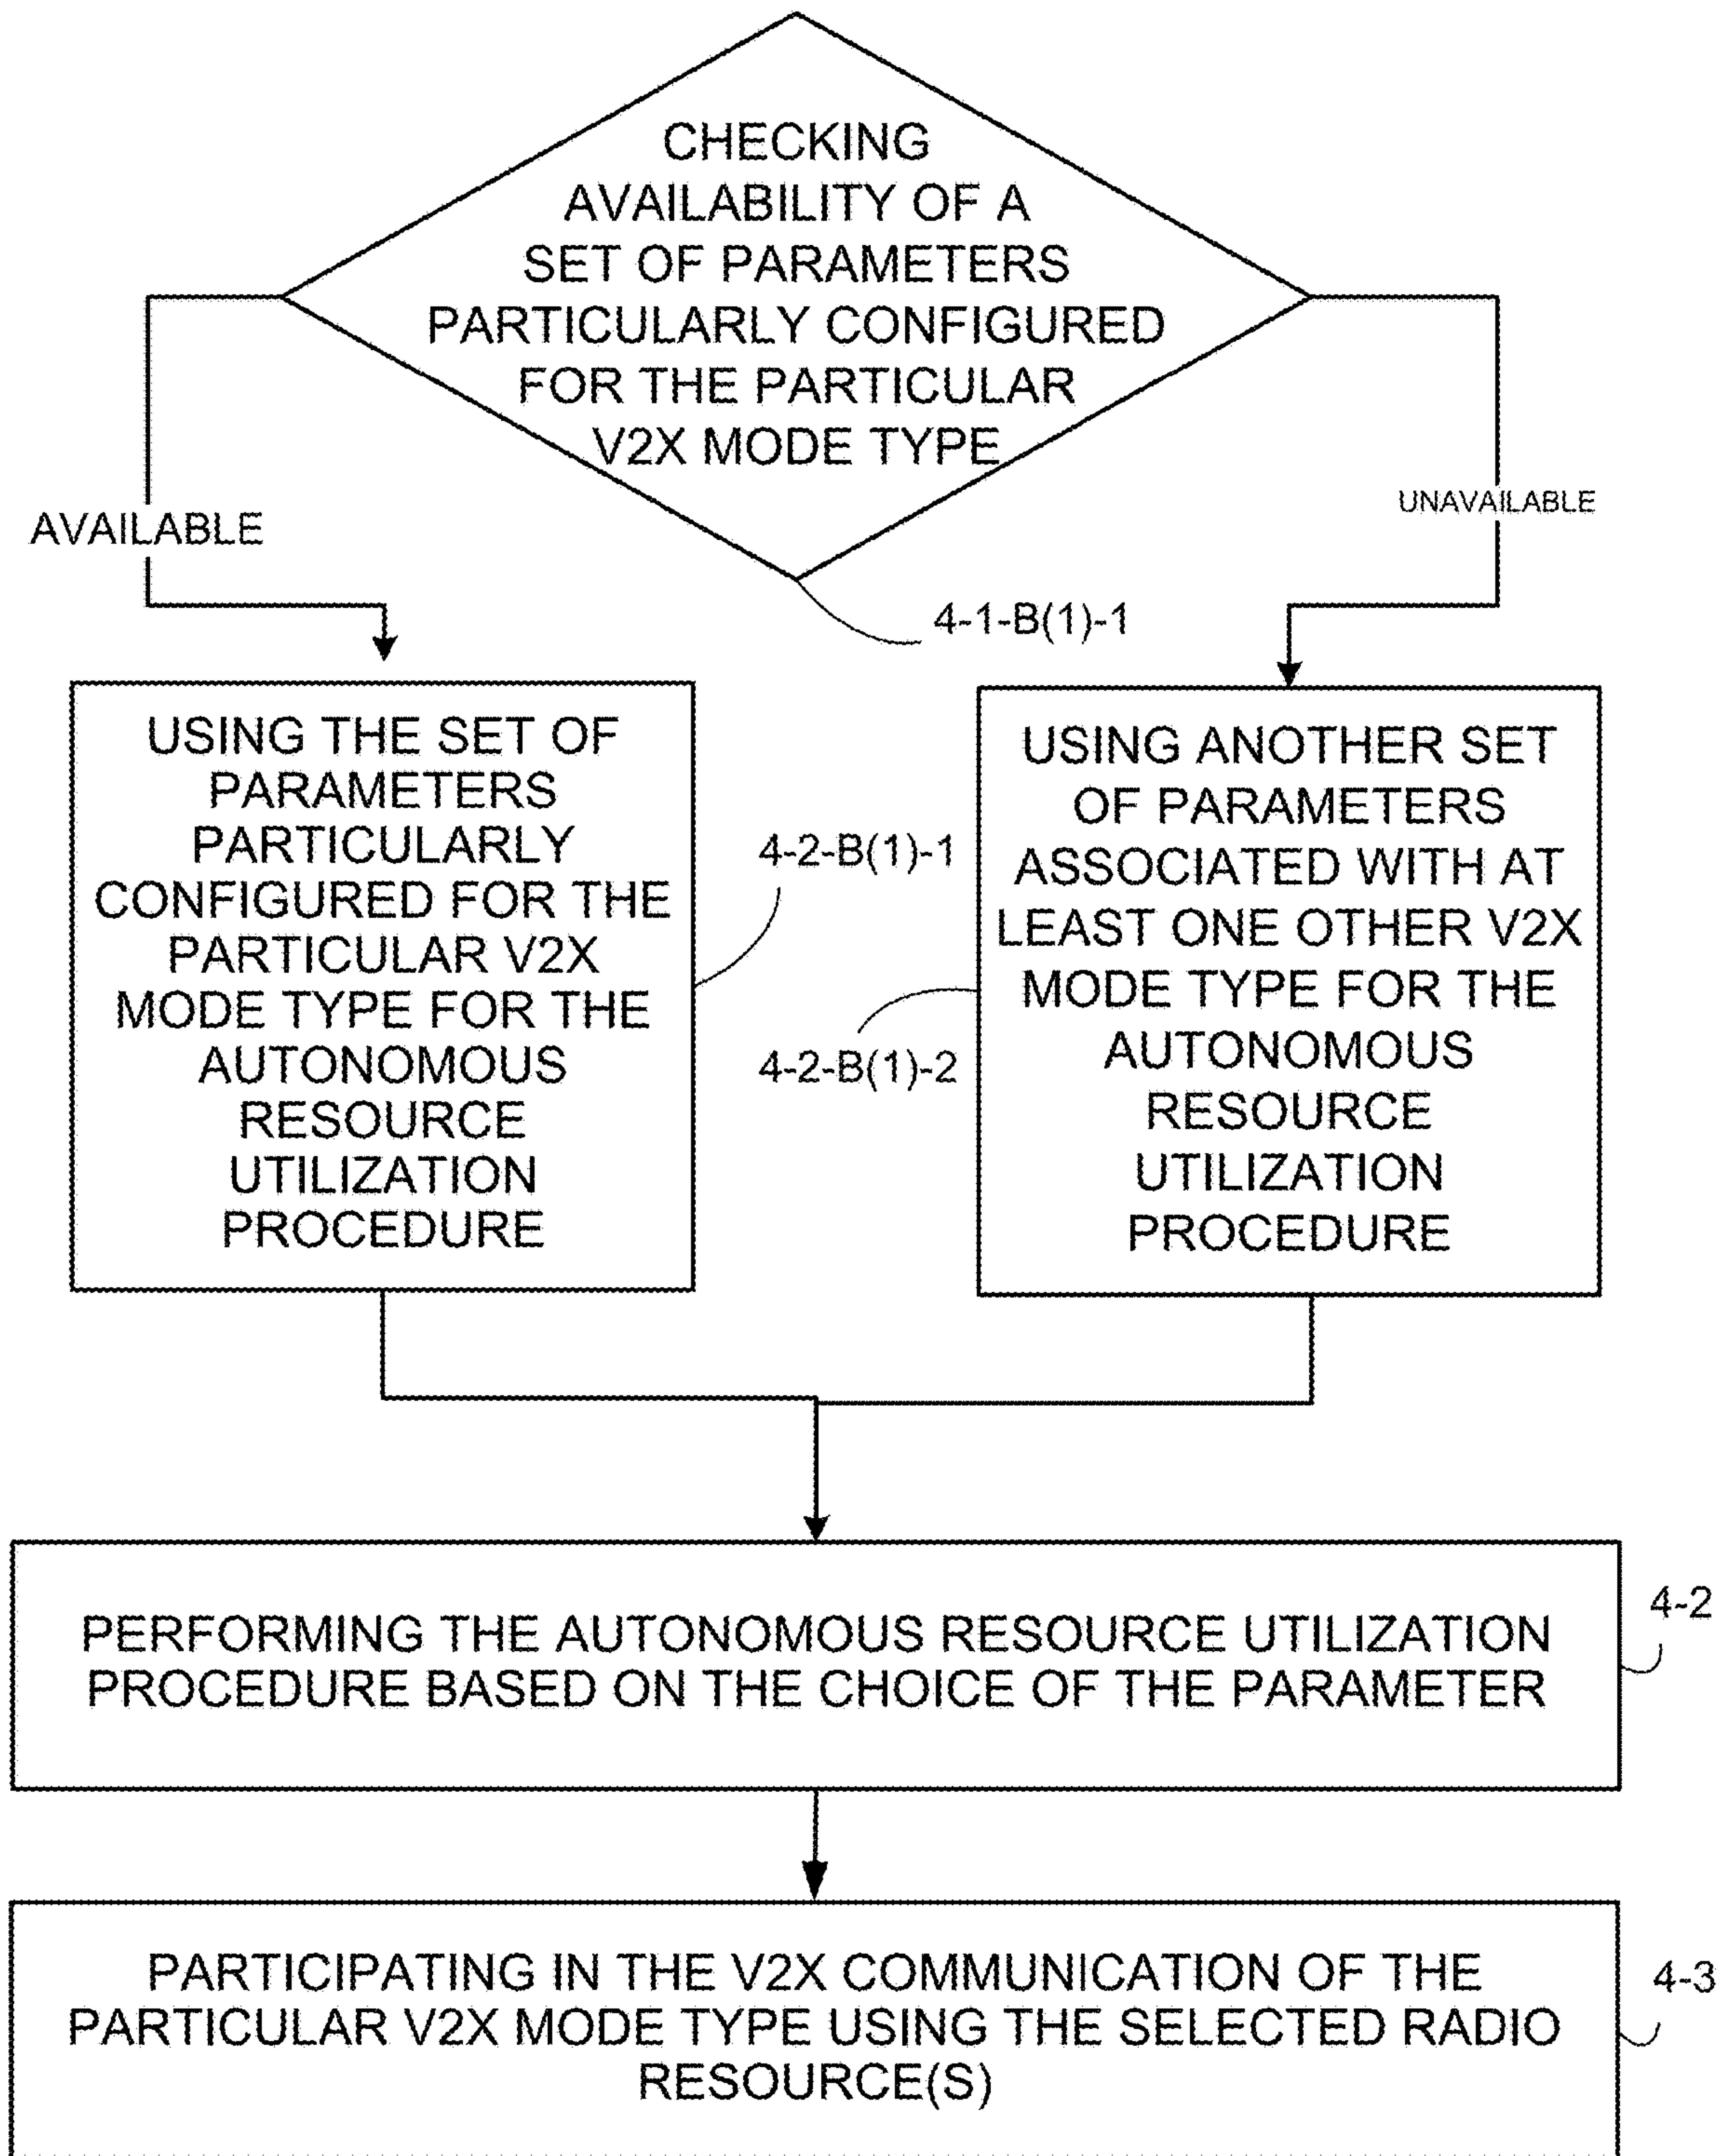 CHECKING
AVAILABILITY OF A
SET OF PARAMETERS
PARTICULARLY CONFIGURED
FOR THE PARTICULAR
V2X MODE TYPE
AVAILABLE
UNAVAILABLE
4-1-B(1)-1
USING THE SET OF
PARAMETERS
PARTICULARLY
CONFIGURED FOR THE
PARTICULAR V2X
MODE TYPE FOR THE
AUTONOMOUS
RESOURCE
UTILIZATION
PROCEDURE
4-2-B(1)-1
4-2-B(1)-2
USING ANOTHER SET
OF PARAMETERS
ASSOCIATED WITH AT
LEAST ONE OTHER V2X
MODE TYPE FOR THE
AUTONOMOUS
RESOURCE
UTILIZATION
PROCEDURE
PERFORMING THE AUTONOMOUS RESOURCE UTILIZATION
PROCEDURE BASED ON THE CHOICE OF THE PARAMETER
4-2
PARTICIPATING IN THE V2X COMMUNICATION OF THE
PARTICULAR V2X MODE TYPE USING THE SELECTED RADIO
RESOURCE(S)
4-3